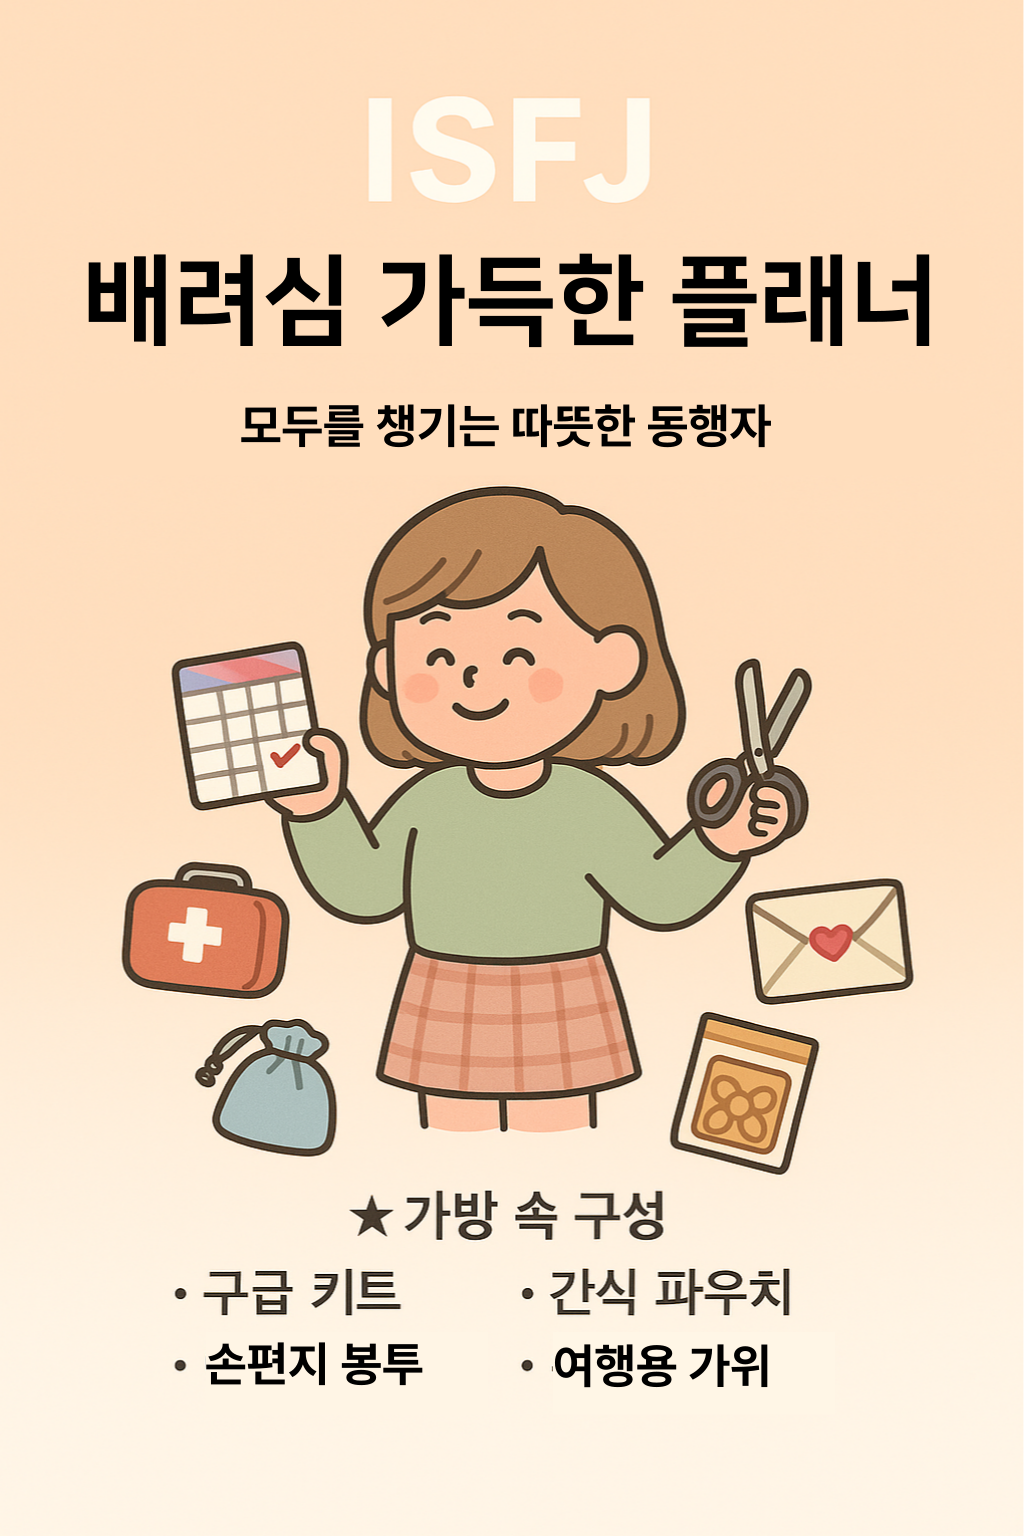 ISFJ
배려심 가득한 플래너
모두를 챙기는 따뜻한 동행자
★ 가방 속 구성
• 구급 키트
• 간식 파우치
• 손편지 봉투
• 여행용 가위